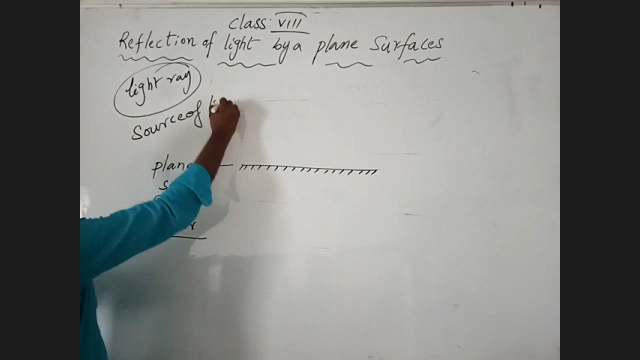 class: VIII
Reflection of light by a plane Surfaces
light ray
Source of
plane